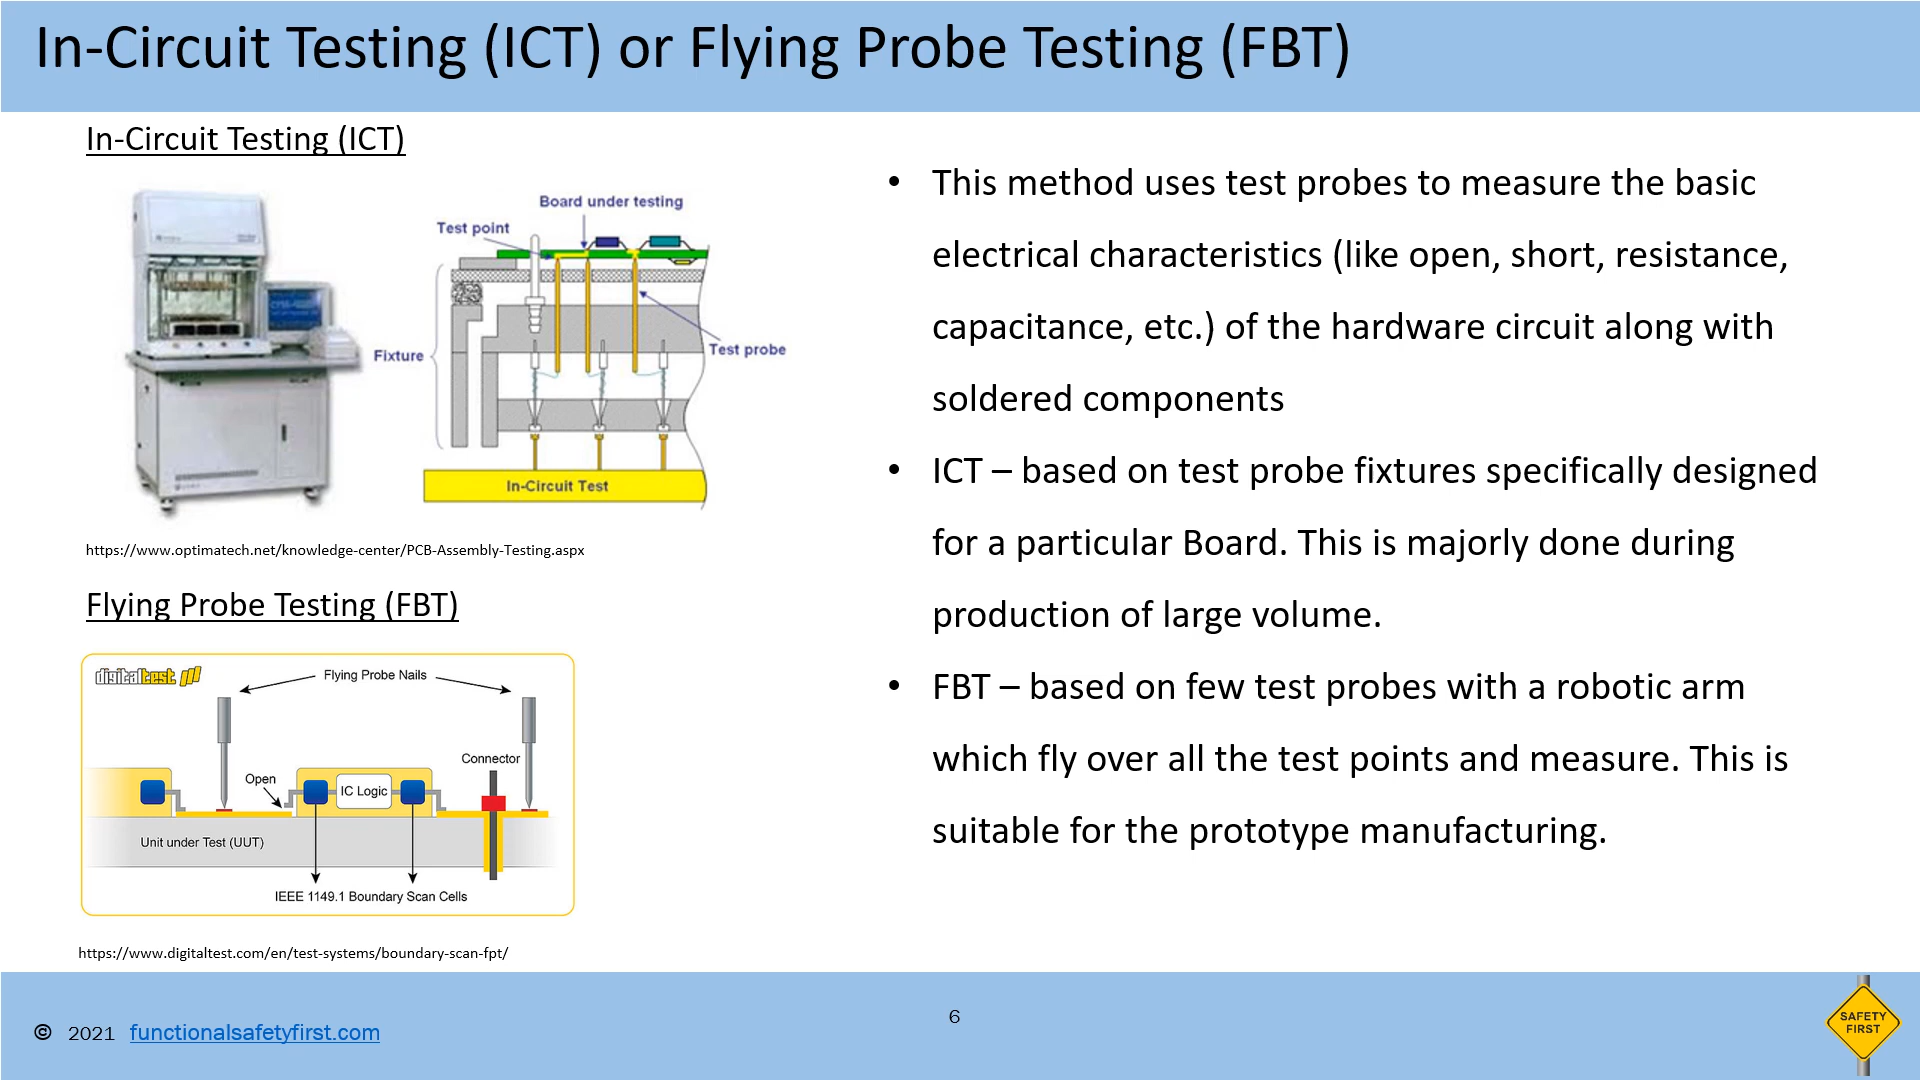 In-Circuit Testing (ICT) or Flying Probe Testing (FBT)
In-Circuit Testing (ICT)
Board under testing
Test point
Test probe
Fixture
In-Circuit Test
https://www.optimatech.net/knowledge-center/PCB-Assembly-Testing.aspx
Flying Probe Testing (FBT)
digitaltest
Flying Probe Nails
Connector
Open
IC Logic
Unit under Test (UUT)
IEEE 1149.1 Boundary Scan Cells
https://www.digitaltest.com/en/test-systems/boundary-scan-fpt/
• This method uses test probes to measure the basic
electrical characteristics (like open, short, resistance,
capacitance, etc.) of the hardware circuit along with
soldered components
• ICT – based on test probe fixtures specifically designed
for a particular Board. This is majorly done during
production of large volume.
• FBT – based on few test probes with a robotic arm
which fly over all the test points and measure. This is
suitable for the prototype manufacturing.
© 2021 functionalsafetyfirst.com
6
SAFETY
FIRST